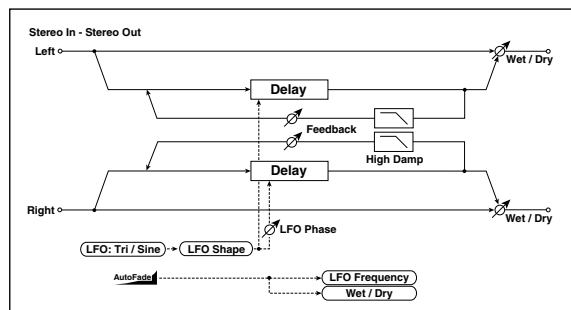 Stereo In - Stereo Out
Left
Wet / Dry
Delay
Feedback
High Damp
Delay
Right
Wet / Dry
LFO Phase
LFO: Tri / Sine
LFO Shape
AutoFade
LFO Frequency
Wet / Dry